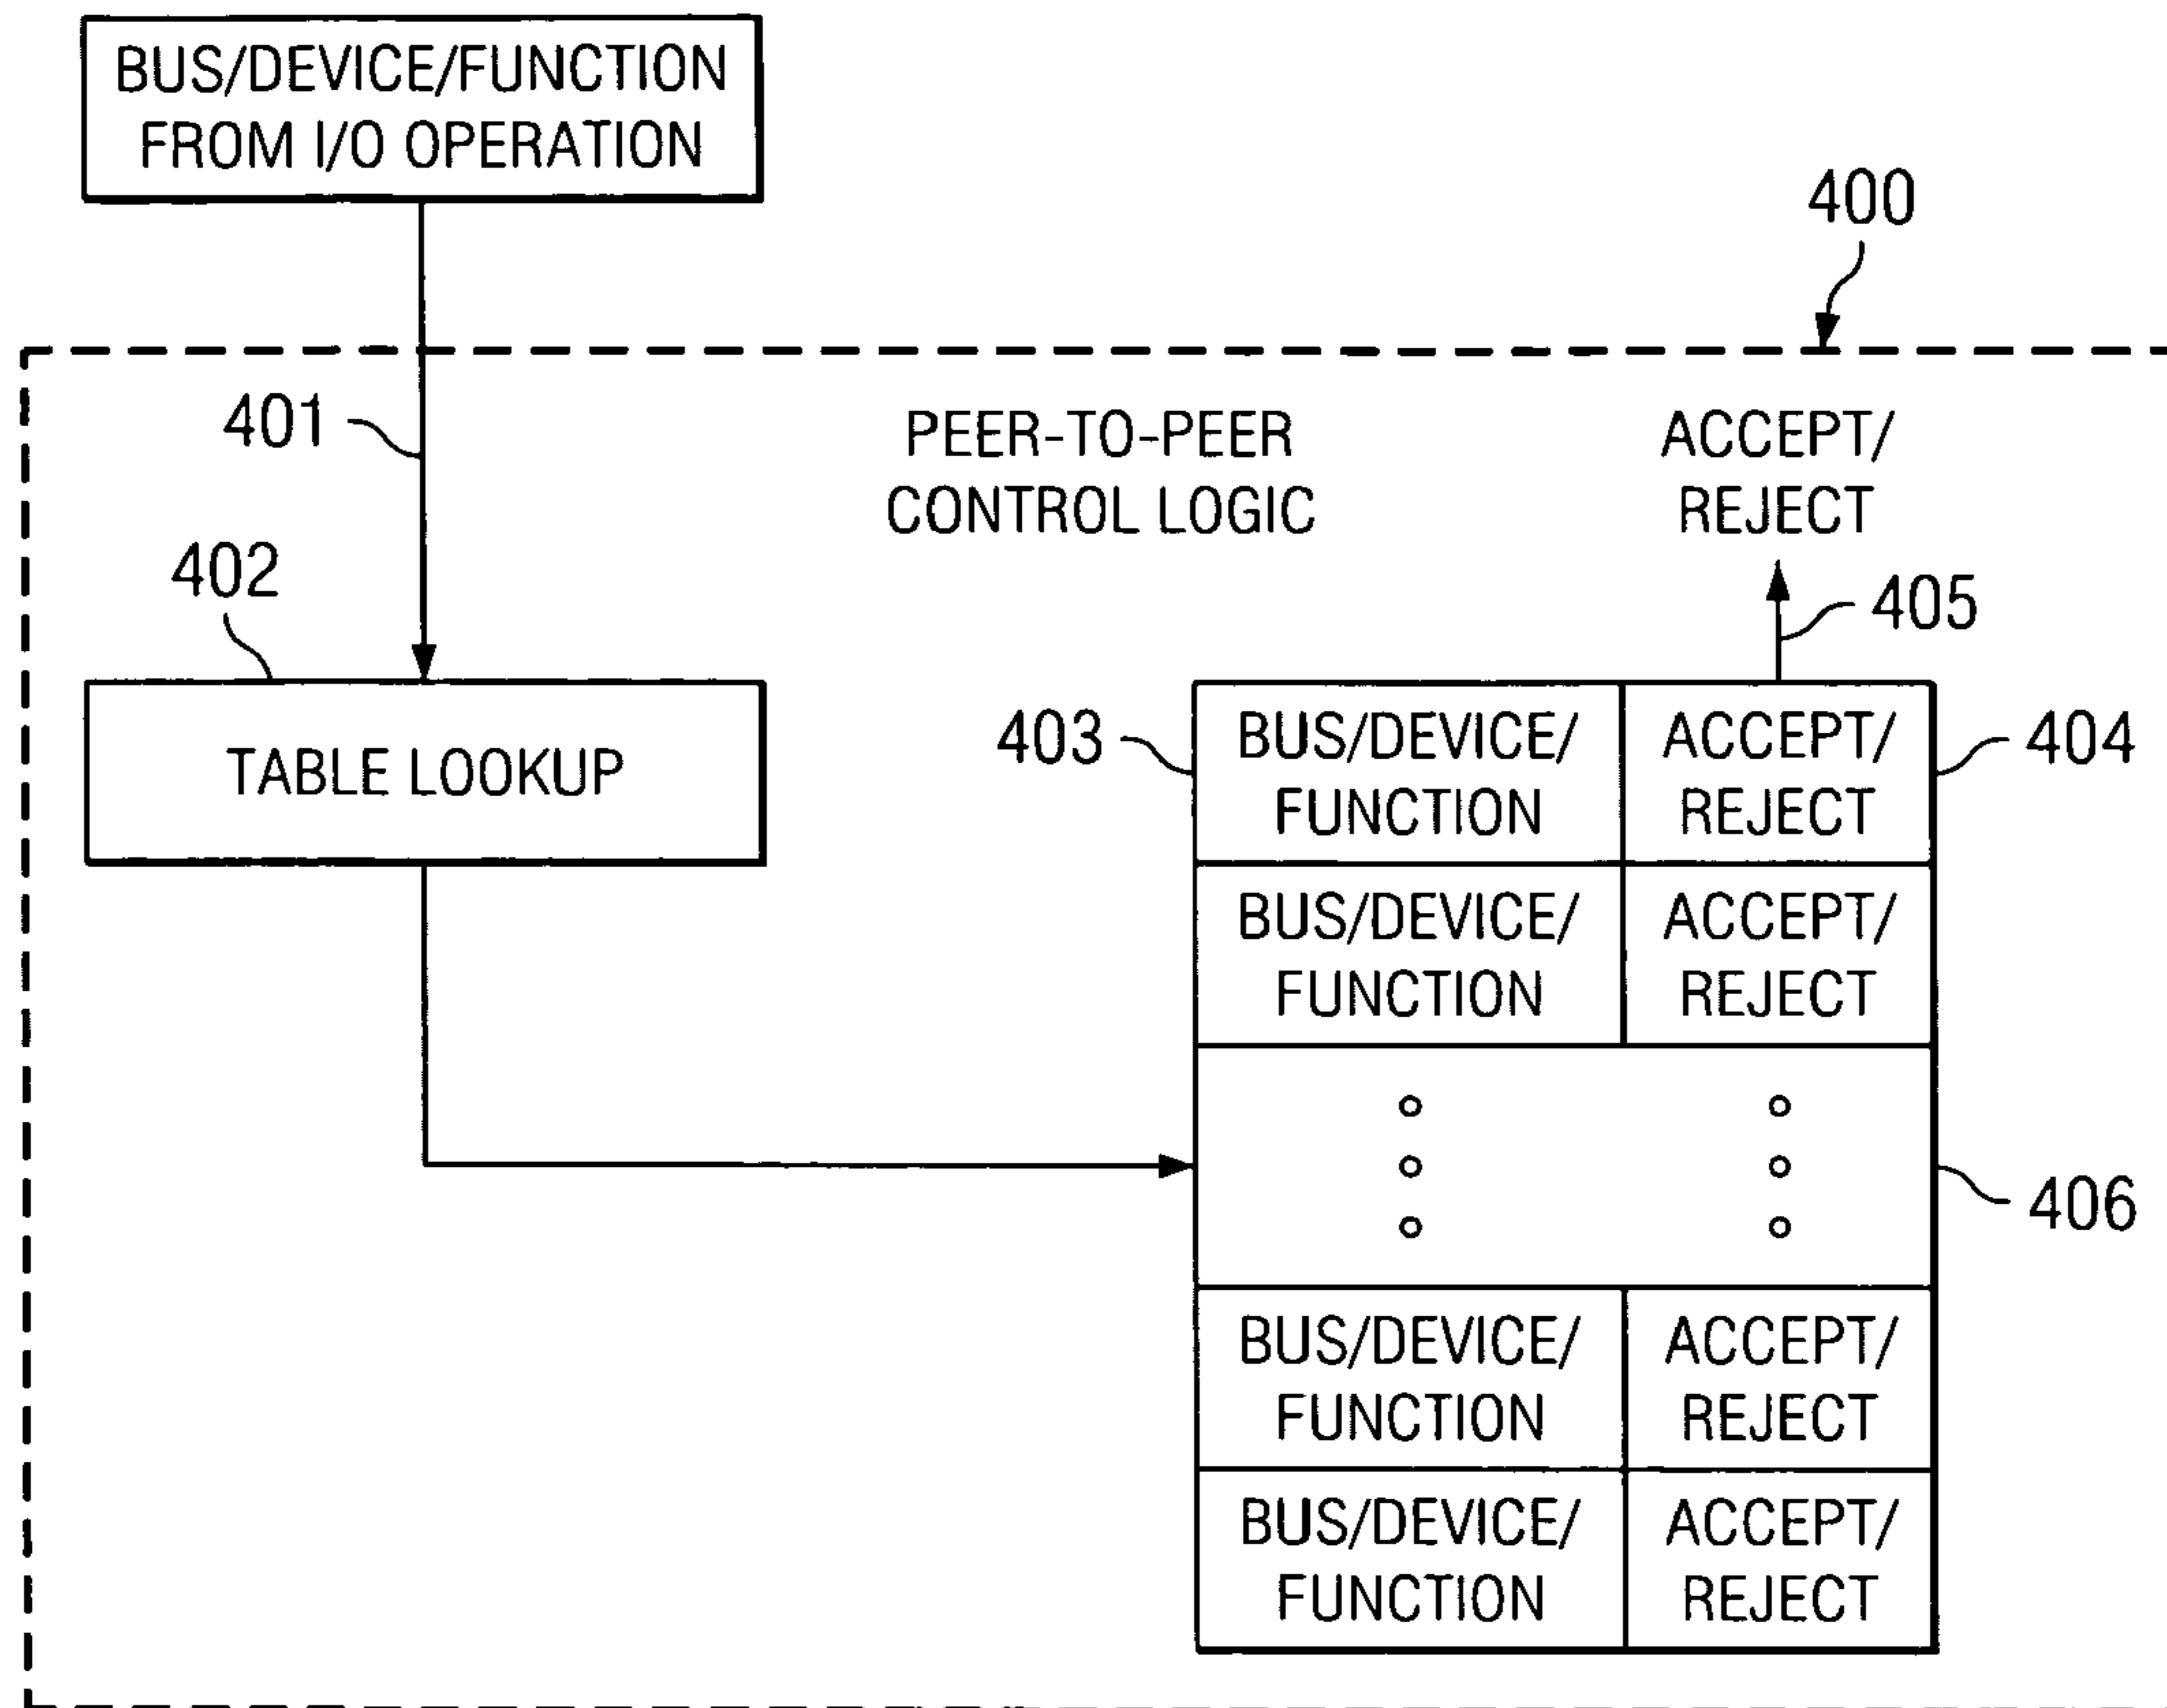 BUS/DEVICE/FUNCTION
FROM I/O OPERATION
400
401
PEER-TO-PEER
CONTROL LOGIC
ACCEPT/
REJECT
402
405
TABLE LOOKUP
403
BUS/DEVICE/
FUNCTION
ACCEPT/
REJECT
404
BUS/DEVICE/
FUNCTION
ACCEPT/
REJECT
406
BUS/DEVICE/
FUNCTION
ACCEPT/
REJECT
BUS/DEVICE/
FUNCTION
ACCEPT/
REJECT